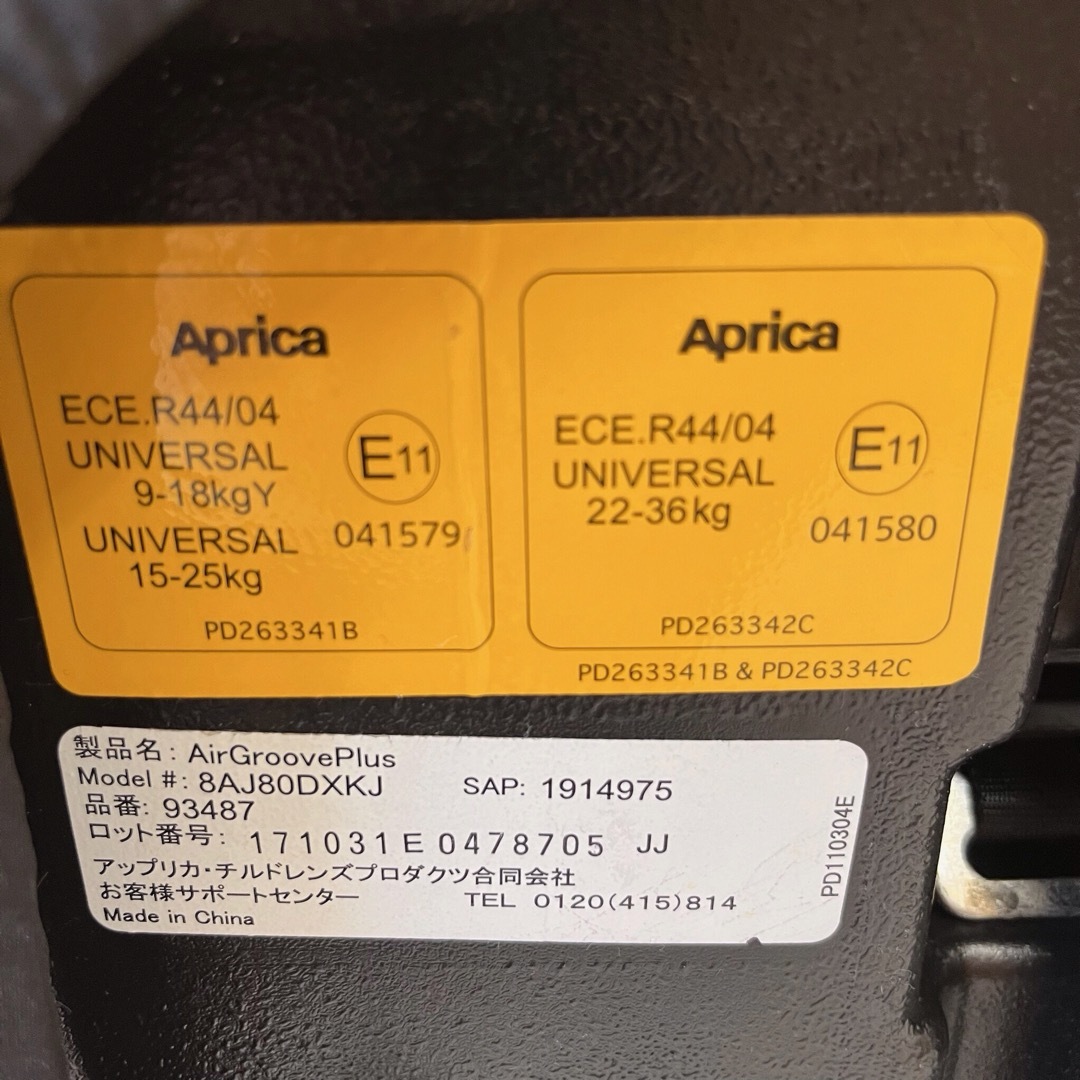 Aprica
ECE.R44/04
UNIVERSAL
9-18kgY
E11
UNIVERSAL
041579
15-25kg
PD263341B
Aprica
ECE.R44/04
UNIVERSAL
22-36kg
E11
041580
PD263342C
PD263341B & PD263342C
製品名: AirGroovePlus
Model #: 8AJ80DXKJ SAP: 1914975
品番: 93487
ロット番号: 171031E0478705 JJ
アップリカ・チルドレンズプロダクツ合同会社
お客様サポートセンター TEL 0120(415)814
Made in China
PD110304E